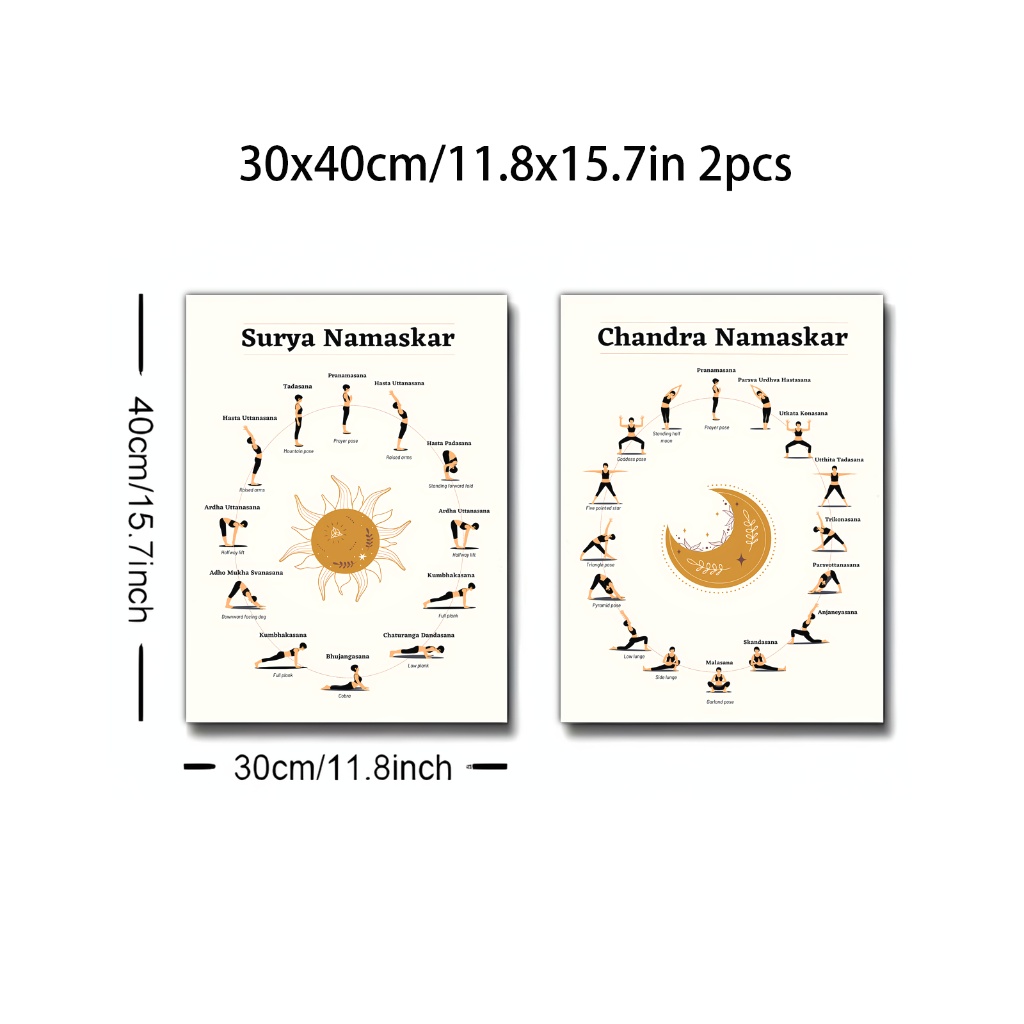 30x40cm/11.8x15.7in 2pcs
40cm/15.7inch
30cm/11.8inch
Surya Namaskar
Pranamasana
Prayer pose
Hasta Uttanasana
Raised arms
Hasta Padasana
Standing forward fold
Ardha Uttanasana
Halfway lift
Kumbhakasana
Full plank
Chaturanga Dandasana
Low plank
Bhujangasana
Cobra
Kumbhakasana
Full plank
Adho Mukha Svanasana
Downward facing dog
Ardha Uttanasana
Halfway lift
Hasta Uttanasana
Raised arms
Tadasana
Mountain pose
Chandra Namaskar
Pranamasana
Prayer pose
Parsva Urdhva Hastasana
Utkata Konasana
Utthita Tadasana
Trikonasana
Parsvottanasana
Anjaneyasana
Skandasana
Malasana
Garland pose
Side lunge
Low lunge
Pyramid pose
Triangle pose
Five pointed star
Goddess pose
Standing half
moon